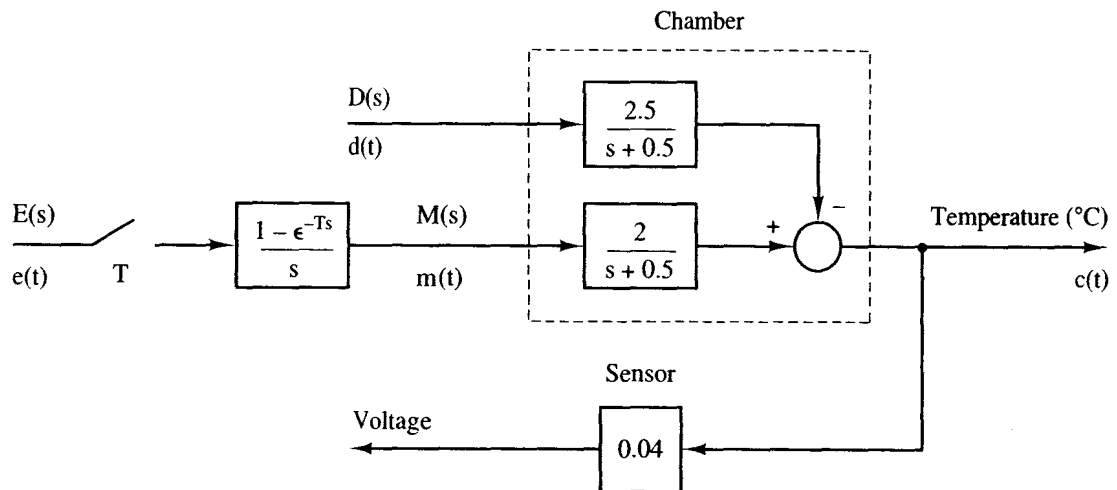 Chamber
D(s)
d(t)
2.5
s + 0.5
−
E(s)
e(t)
T
1 − ϵ^{−Ts}
s
M(s)
m(t)
2
s + 0.5
+
Temperature (°C)
c(t)
Sensor
Voltage
0.04